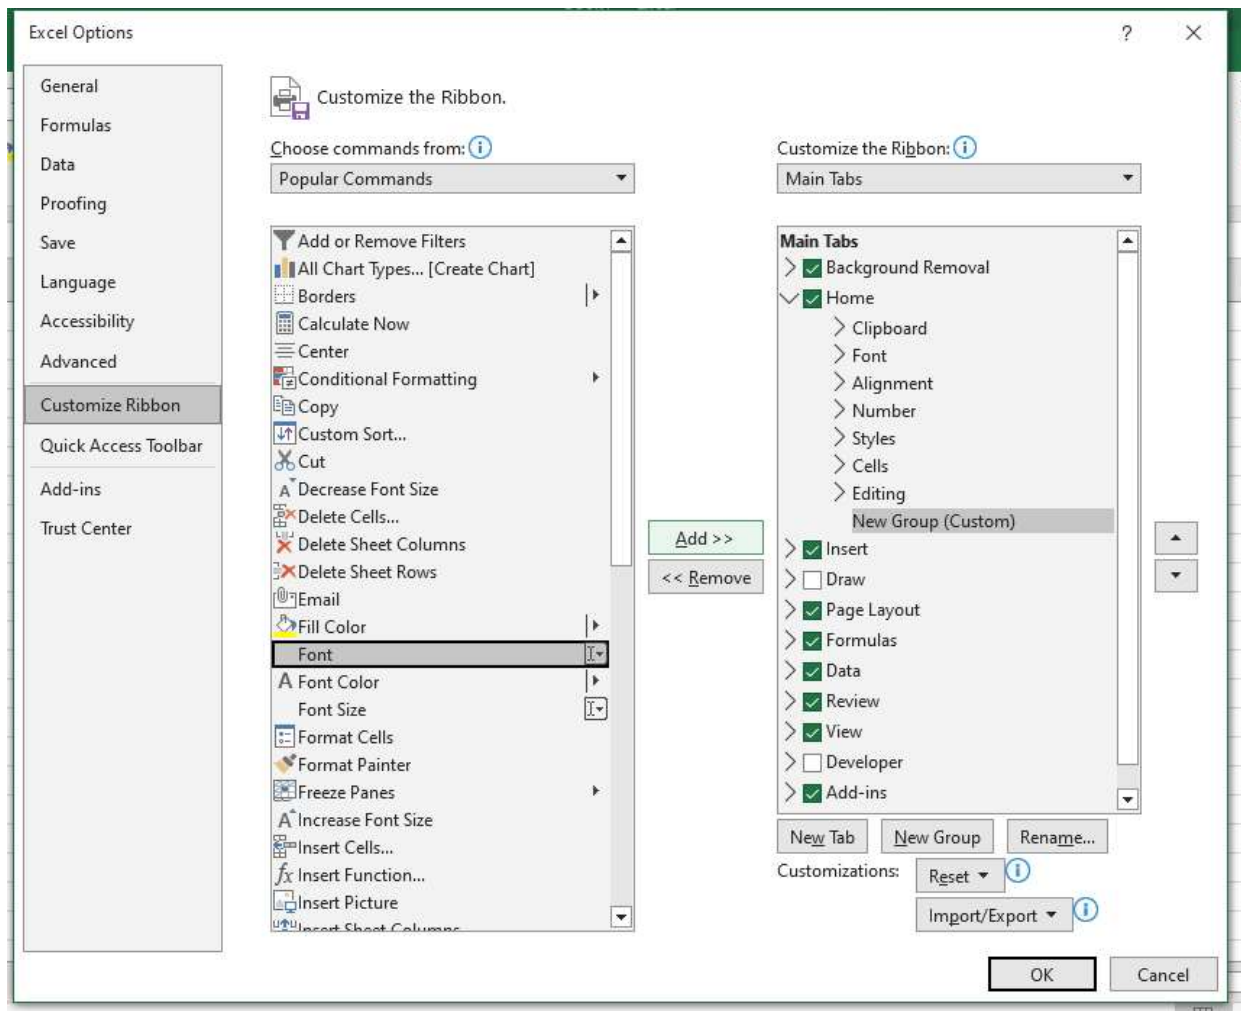 Excel Options
?
General
Formulas
Data
Proofing
Save
Language
Accessibility
Advanced
Customize Ribbon
Quick Access Toolbar
Add-ins
Trust Center
Customize the Ribbon.
Choose commands from:
Popular Commands
Add or Remove Filters
All Chart Types... [Create Chart]
Borders
Calculate Now
Center
Conditional Formatting
Copy
Custom Sort...
Cut
Decrease Font Size
Delete Cells...
Delete Sheet Columns
Delete Sheet Rows
Email
Fill Color
Font
Font Color
Font Size
Format Cells
Format Painter
Freeze Panes
Increase Font Size
Insert Cells...
Insert Function...
Insert Picture
Insert Sheet Columns
Add >>
<< Remove
Customize the Ribbon:
Main Tabs
Main Tabs
Background Removal
Home
Clipboard
Font
Alignment
Number
Styles
Cells
Editing
New Group (Custom)
Insert
Draw
Page Layout
Formulas
Data
Review
View
Developer
Add-ins
New Tab
New Group
Rename...
Customizations:
Reset
Import/Export
OK
Cancel